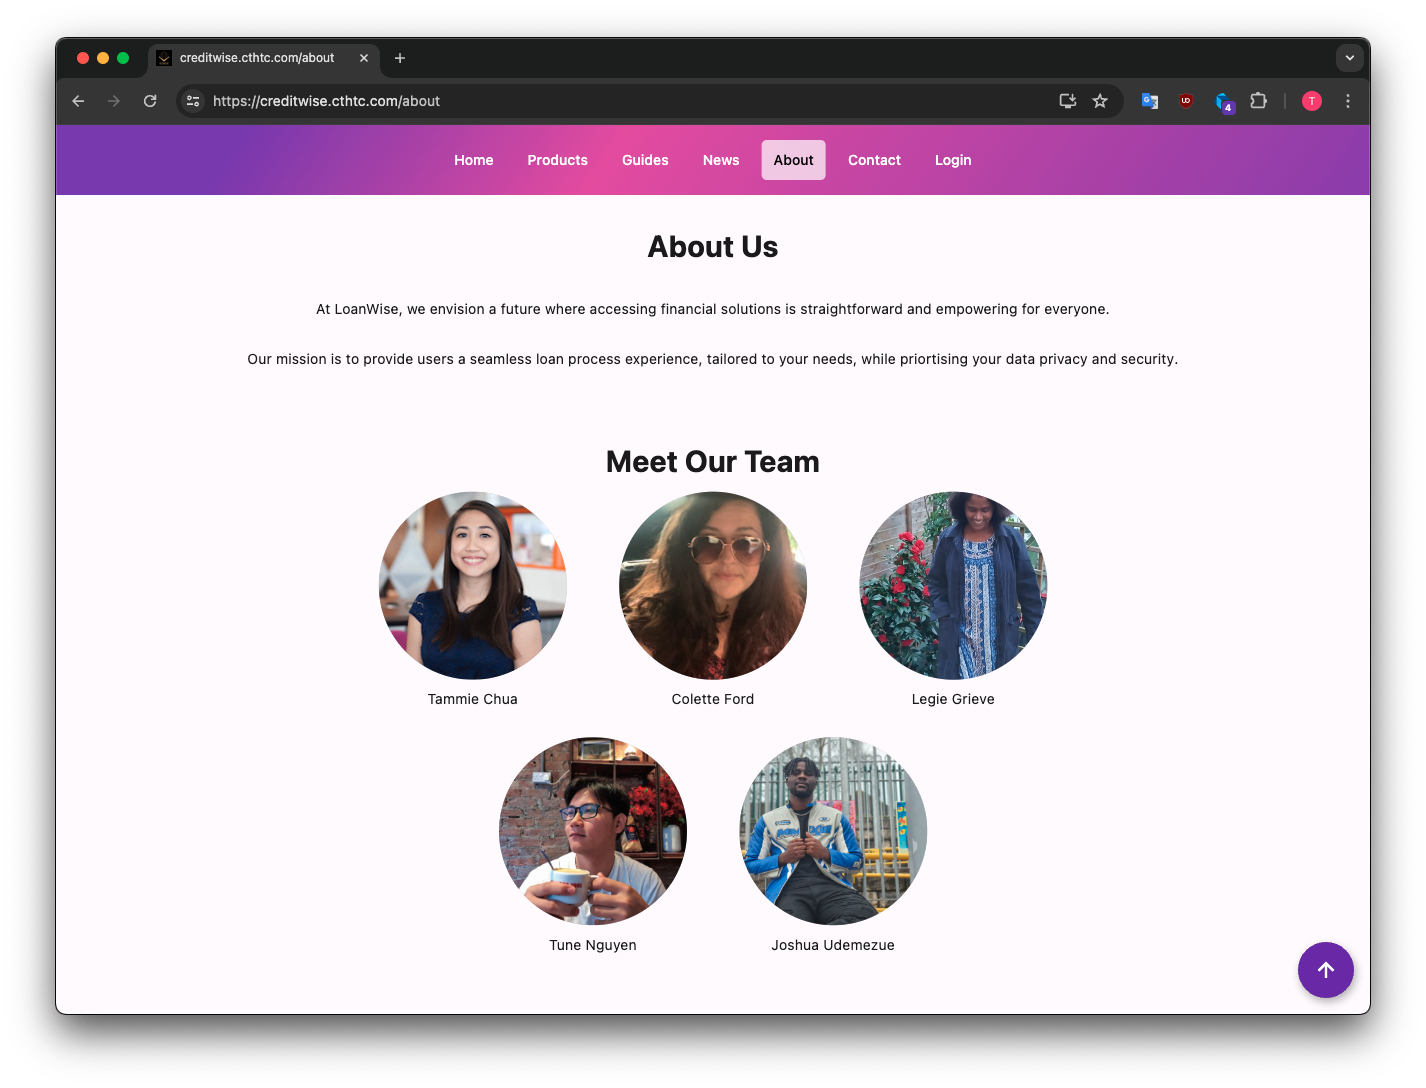 creditwise.cthtc.com/about
https://creditwise.cthtc.com/about
4
T
Home Products Guides News About Contact Login
About Us
At LoanWise, we envision a future where accessing financial solutions is straightforward and empowering for everyone.
Our mission is to provide users a seamless loan process experience, tailored to your needs, while priortising your data privacy and security.
Meet Our Team
Tammie Chua Colette Ford Legie Grieve
Tune Nguyen Joshua Udemezue